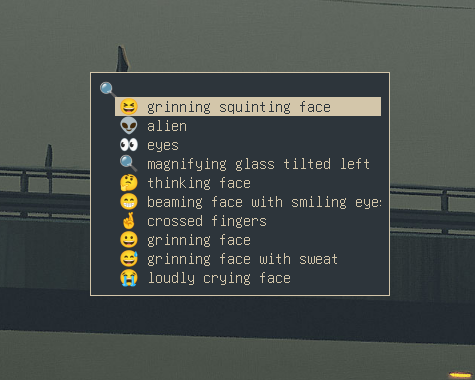 grinning squinting face
alien
eyes
magnifying glass tilted left
thinking face
beaming face with smiling eyes
crossed fingers
grinning face
grinning face with sweat
loudly crying face